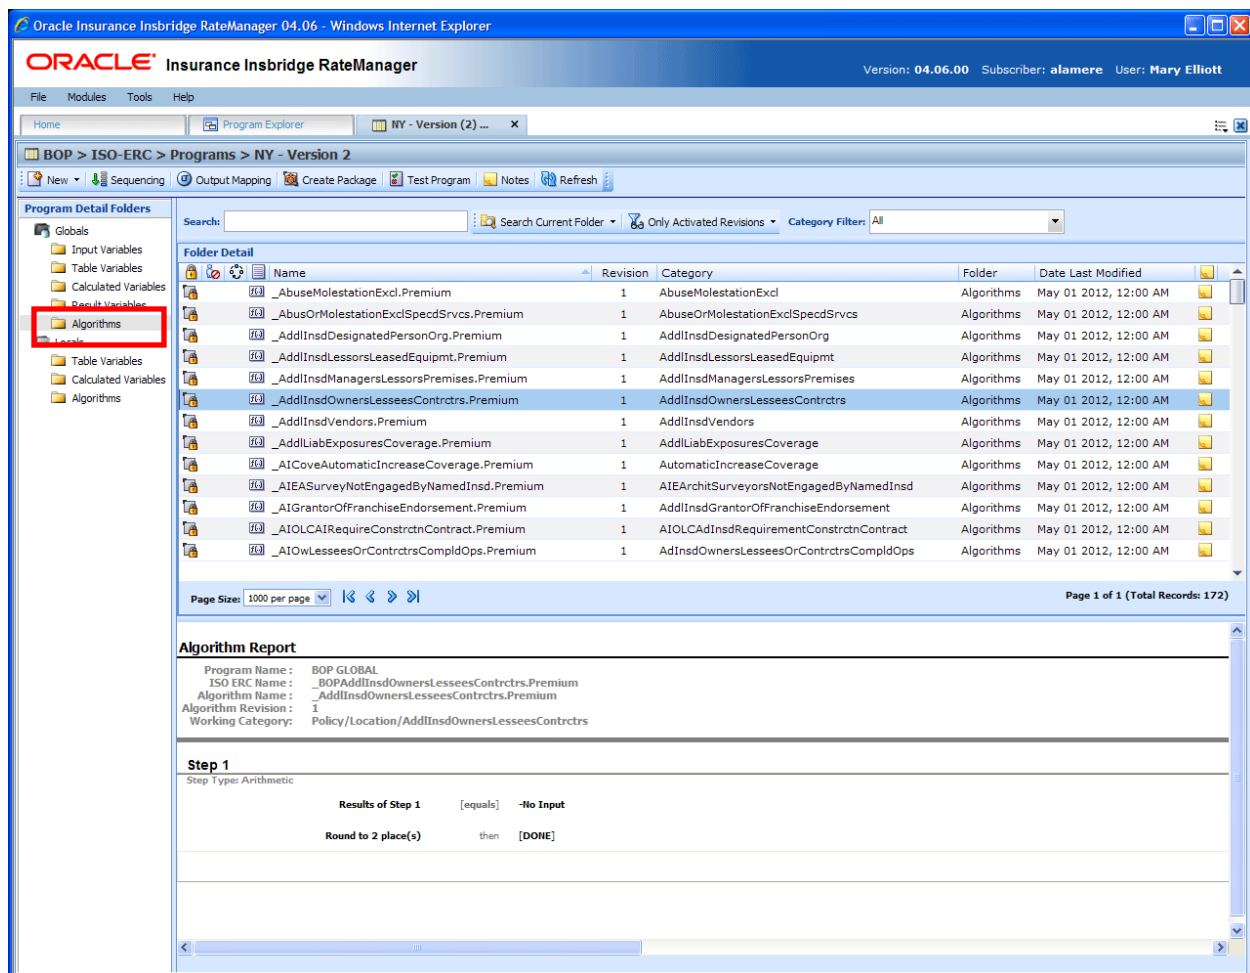 Oracle Insurance Insbridge RateManager 04.06 - Windows Internet Explorer
ORACLE® Insurance Insbridge RateManager
Version: 04.06.00 Subscriber: alamere User: Mary Elliott
File Modules Tools Help
Home Program Explorer NY - Version (2) ... x
BOP > ISO-ERC > Programs > NY - Version 2
New Sequencing Output Mapping Create Package Test Program Notes Refresh
Program Detail Folders
Globals
Input Variables
Table Variables
Calculated Variables
Result Variables
Algorithms
Locals
Table Variables
Calculated Variables
Algorithms
Search: Search Current Folder Only Activated Revisions Category Filter: All
Folder Detail
Name Revision Category Folder Date Last Modified
_AbuseMolestationExcl.Premium 1 AbuseMolestationExcl Algorithms May 01 2012, 12:00 AM
_AbusOrMolestationExclSpecdSrvcs.Premium 1 AbuseOrMolestationExclSpecdSrvcs Algorithms May 01 2012, 12:00 AM
_AddlInsdDesignatedPersonOrg.Premium 1 AddlInsdDesignatedPersonOrg Algorithms May 01 2012, 12:00 AM
_AddlInsdLessorsLeasedEquipmt.Premium 1 AddlInsdLessorsLeasedEquipmt Algorithms May 01 2012, 12:00 AM
_AddlInsdManagersLessorsPremises.Premium 1 AddlInsdManagersLessorsPremises Algorithms May 01 2012, 12:00 AM
_AddlInsdOwnersLesseesContrctrs.Premium 1 AddlInsdOwnersLesseesContrctrs Algorithms May 01 2012, 12:00 AM
_AddlInsdVendors.Premium 1 AddlInsdVendors Algorithms May 01 2012, 12:00 AM
_AddlLiabExposuresCoverage.Premium 1 AddlLiabExposuresCoverage Algorithms May 01 2012, 12:00 AM
_AICoveAutomaticIncreaseCoverage.Premium 1 AutomaticIncreaseCoverage Algorithms May 01 2012, 12:00 AM
_AIEASurveyNotEngagedByNamedInsd.Premium 1 AIEArchitSurveyorsNotEngagedByNamedInsd Algorithms May 01 2012, 12:00 AM
_AIGrantorOfFranchiseEndorsement.Premium 1 AddlInsdGrantorOfFranchiseEndorsement Algorithms May 01 2012, 12:00 AM
_AIOLCAIRequireConstrctnContract.Premium 1 AIOLCAdInsdRequirementConstrctnContract Algorithms May 01 2012, 12:00 AM
_AIOwLesseesOrContrctrsCompldOps.Premium 1 AdInsdOwnersLesseesOrContrctrsCompldOps Algorithms May 01 2012, 12:00 AM
Page Size: 1000 per page Page 1 of 1 (Total Records: 172)
Algorithm Report
Program Name : BOP GLOBAL
ISO ERC Name : _BOPAddlInsdOwnersLesseesContrctrs.Premium
Algorithm Name : _AddlInsdOwnersLesseesContrctrs.Premium
Algorithm Revision : 1
Working Category: Policy/Location/AddlInsdOwnersLesseesContrctrs
Step 1
Step Type: Arithmetic
Results of Step 1 [equals] -No Input
Round to 2 place(s) then [DONE]